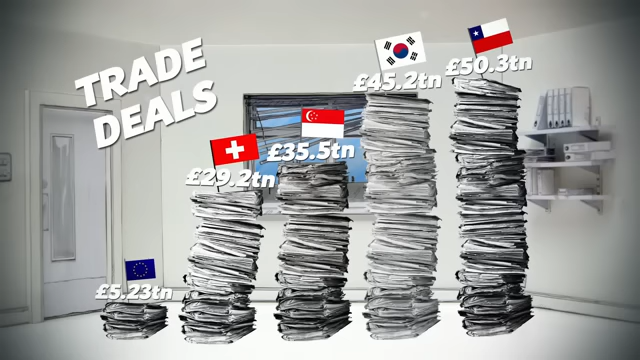 TRADE
DEALS
£5.23tn
£29.2tn
£35.5tn
£45.2tn
£50.3tn